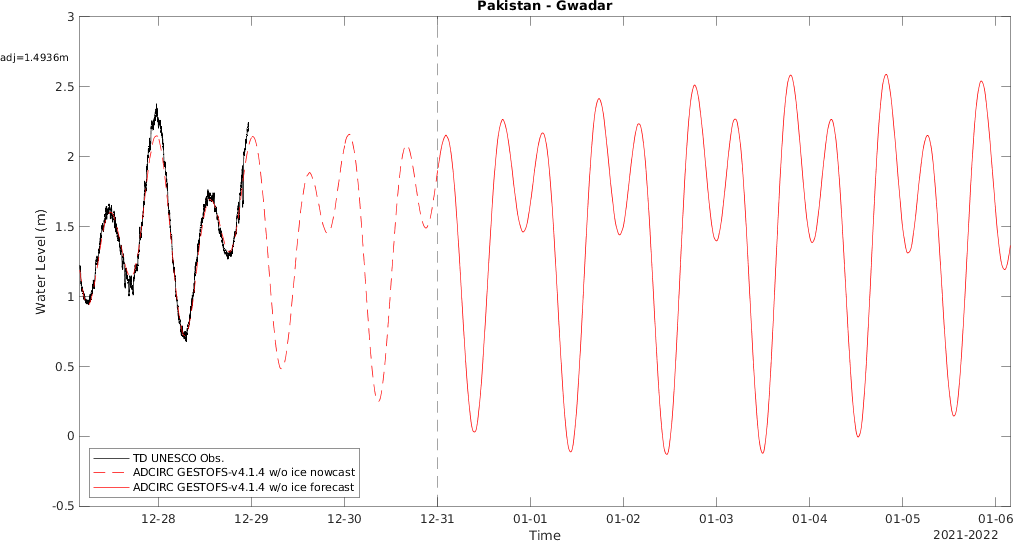 Pakistan - Gwadar
adj=1.4936m
Water Level (m)
3
2.5
2
1.5
1
0.5
0
-0.5
TD UNESCO Obs.
ADCIRC GESTOFS-v4.1.4 w/o ice nowcast
ADCIRC GESTOFS-v4.1.4 w/o ice forecast
12-28 12-29 12-30 12-31 01-01 01-02 01-03 01-04 01-05 01-06
Time
2021-2022